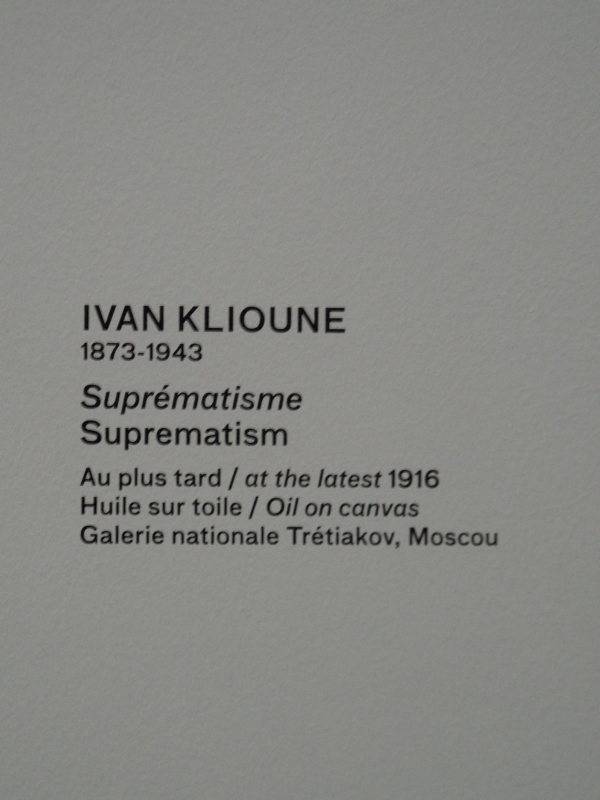 IVAN KLIOUNE
1873-1943
Suprématisme
Suprematism
Au plus tard / at the latest 1916
Huile sur toile / Oil on canvas
Galerie nationale Trétiakov, Moscou